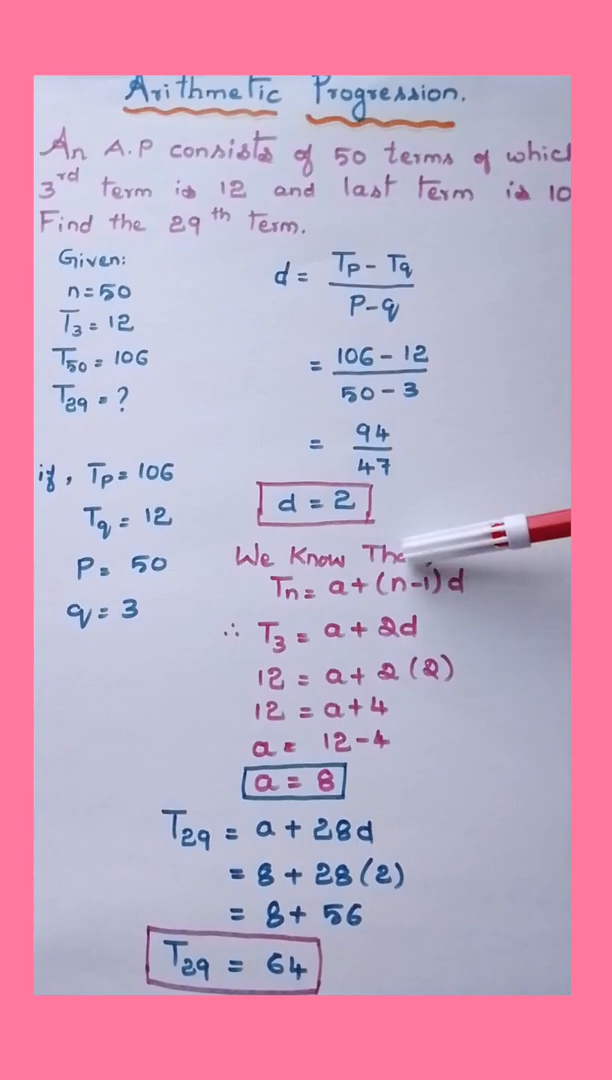 Arithmetic Progression.
An A.P consists of 50 terms of which
3rd term is 12 and last term is 10
Find the 29th Term.
Given:
n=50
T3 = 12
T50 = 106
T29 = ?
if, Tp = 106
Tq = 12
P = 50
q = 3
d = Tp - Tq / P-q
= 106 - 12 / 50 - 3
= 94 / 47
d = 2
We Know
Tn = a+(n-1)d
∴ T3 = a + 2d
12 = a + 2 (2)
12 = a + 4
a = 12-4
a = 8
T29 = a + 28d
= 8 + 28(2)
= 8 + 56
T29 = 64